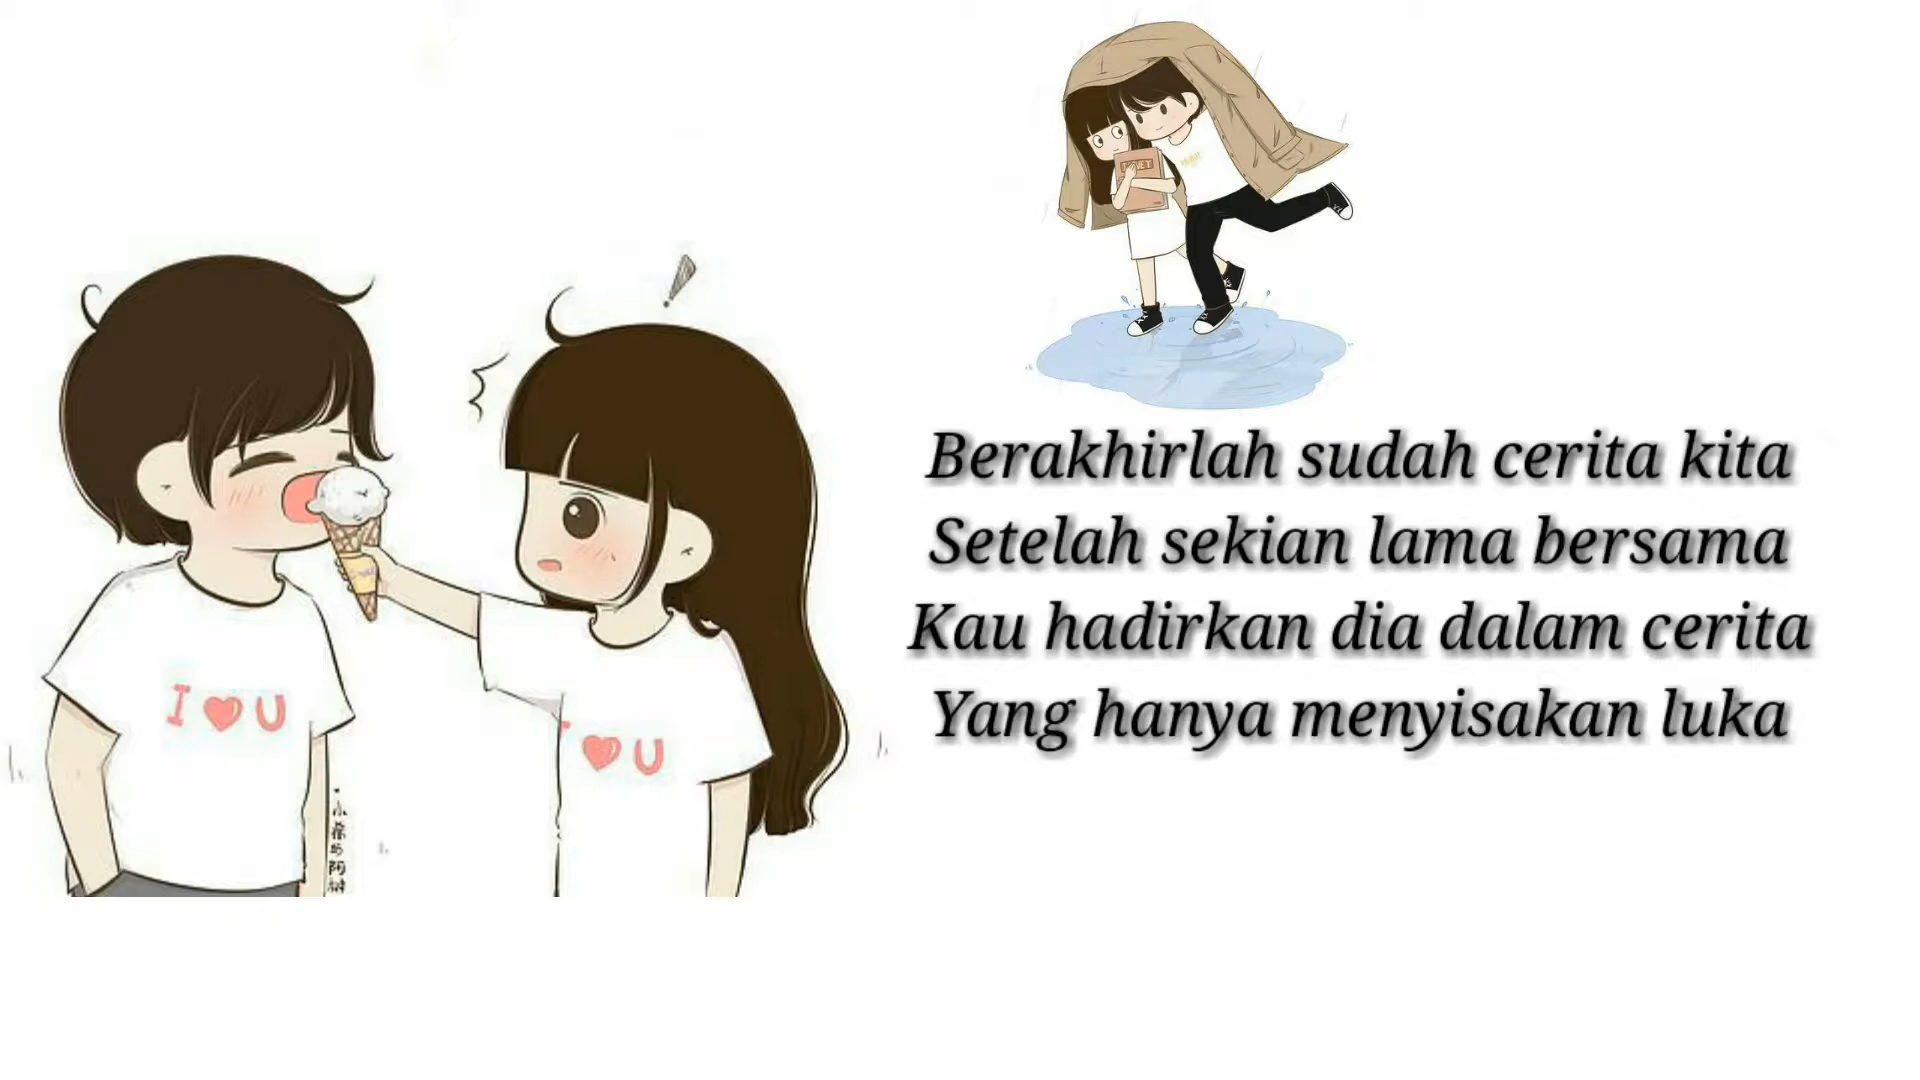 Berakhirlah sudah cerita kita
Setelah sekian lama bersama
Kau hadirkan dia dalam cerita
Yang hanya menyisakan luka
I ♥ U
♥ U